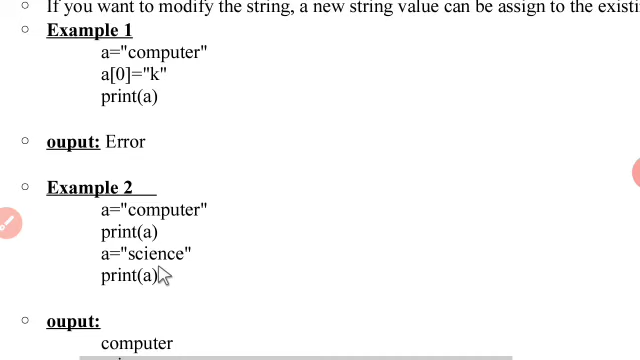 If you want to modify the string, a new string value can be assign to the
Example 1
a="computer"
a[0]="k"
print(a)
ouput: Error
Example 2
a="computer"
print(a)
a="science"
print(a)
ouput:
computer